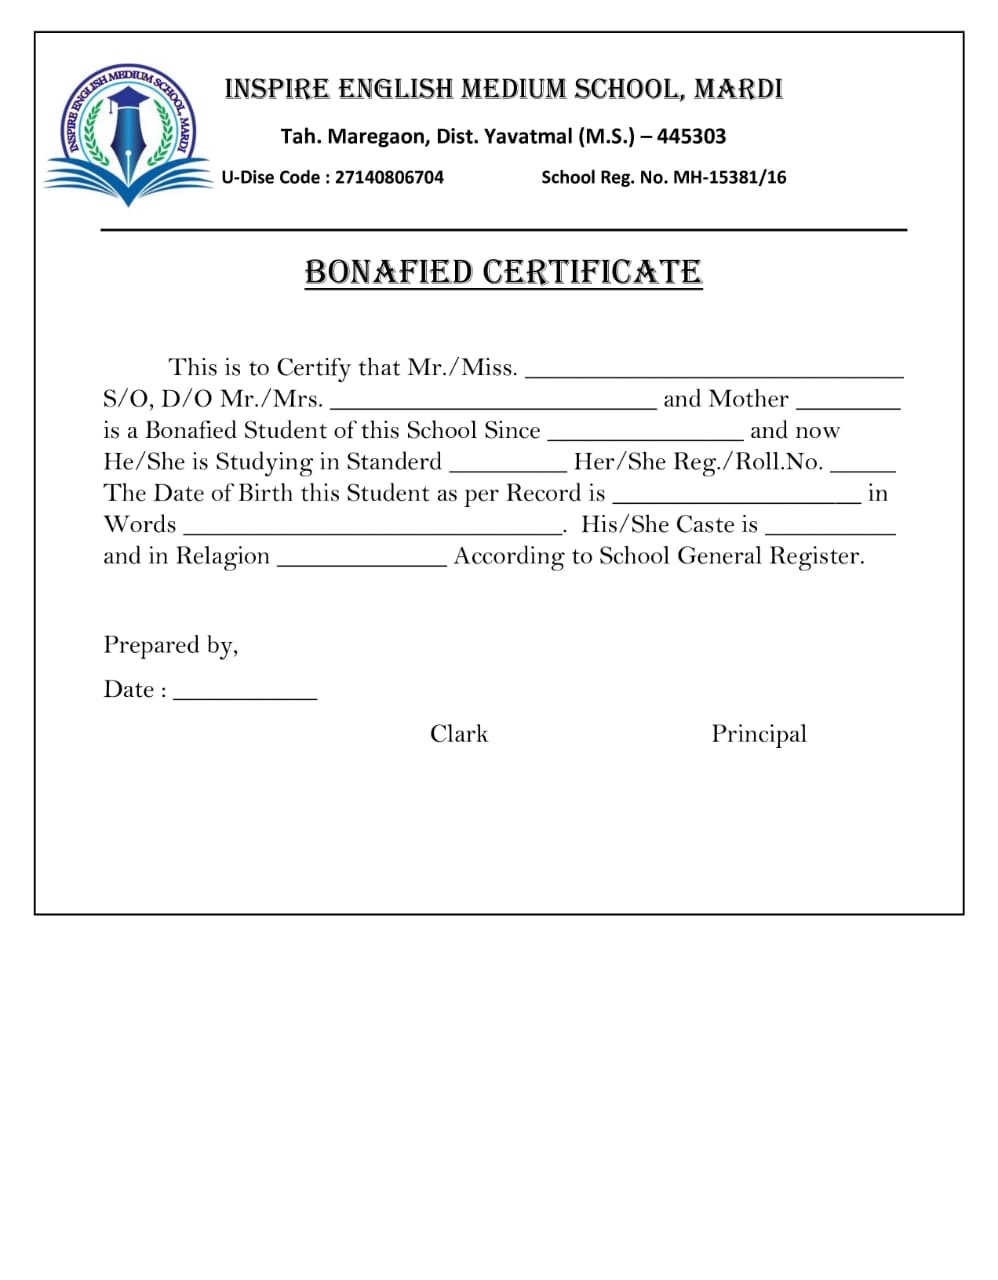 INSPIRE ENGLISH MEDIUM SCHOOL, MARDI
INSPIRE ENGLISH MEDIUM SCHOOL, MARDI
Tah. Maregaon, Dist. Yavatmal (M.S.) – 445303
U-Dise Code : 27140806704 School Reg. No. MH-15381/16
BONAFIED CERTIFICATE
This is to Certify that Mr./Miss. _____________________________
S/O, D/O Mr./Mrs. _________________________ and Mother ________
is a Bonafied Student of this School Since _______________ and now
He/She is Studying in Standerd _________ Her/She Reg./Roll.No. _____
The Date of Birth this Student as per Record is ___________________ in
Words _____________________________. His/She Caste is __________
and in Relagion _____________ According to School General Register.
Prepared by,
Date : ___________
Clark Principal